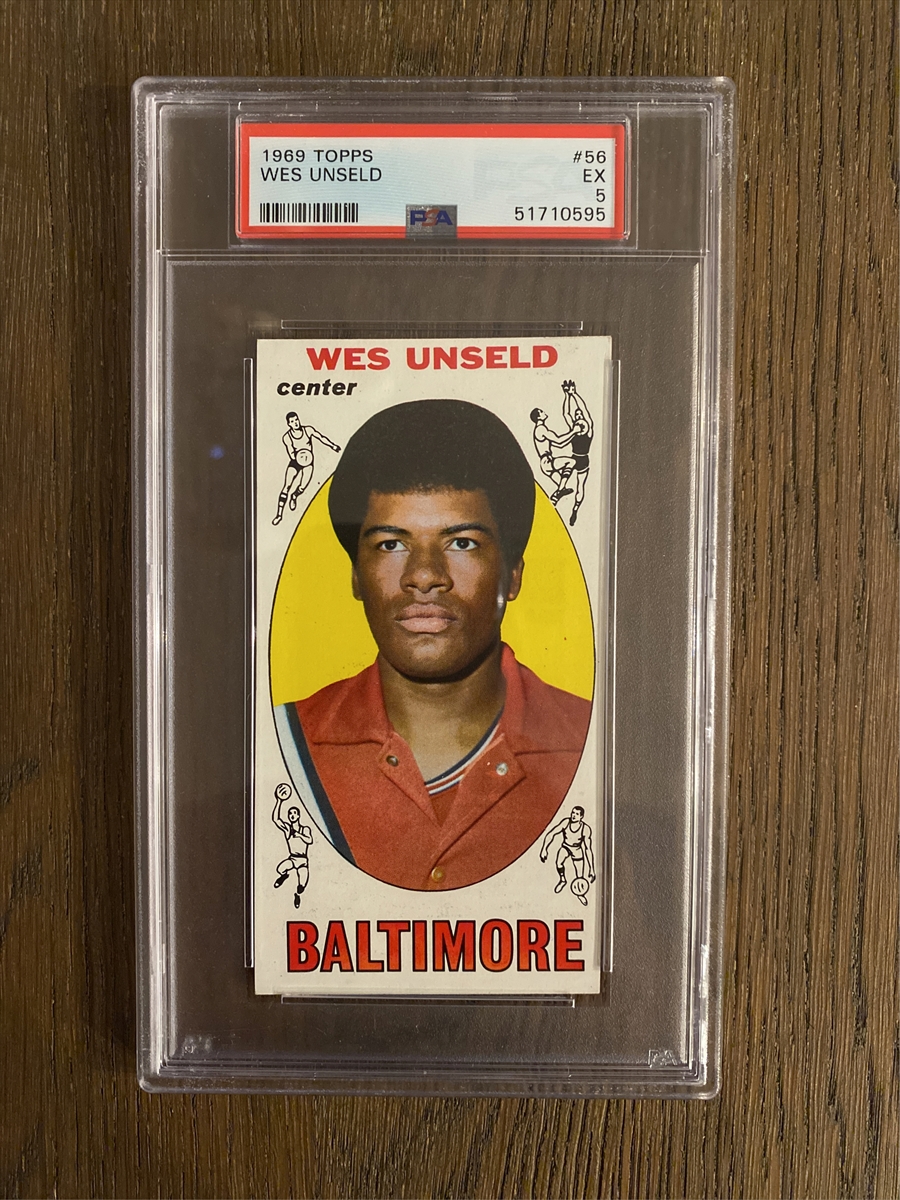 1969 TOPPS #56
WES UNSELD EX
5
PSA 51710595
WES UNSELD
center
BALTIMORE